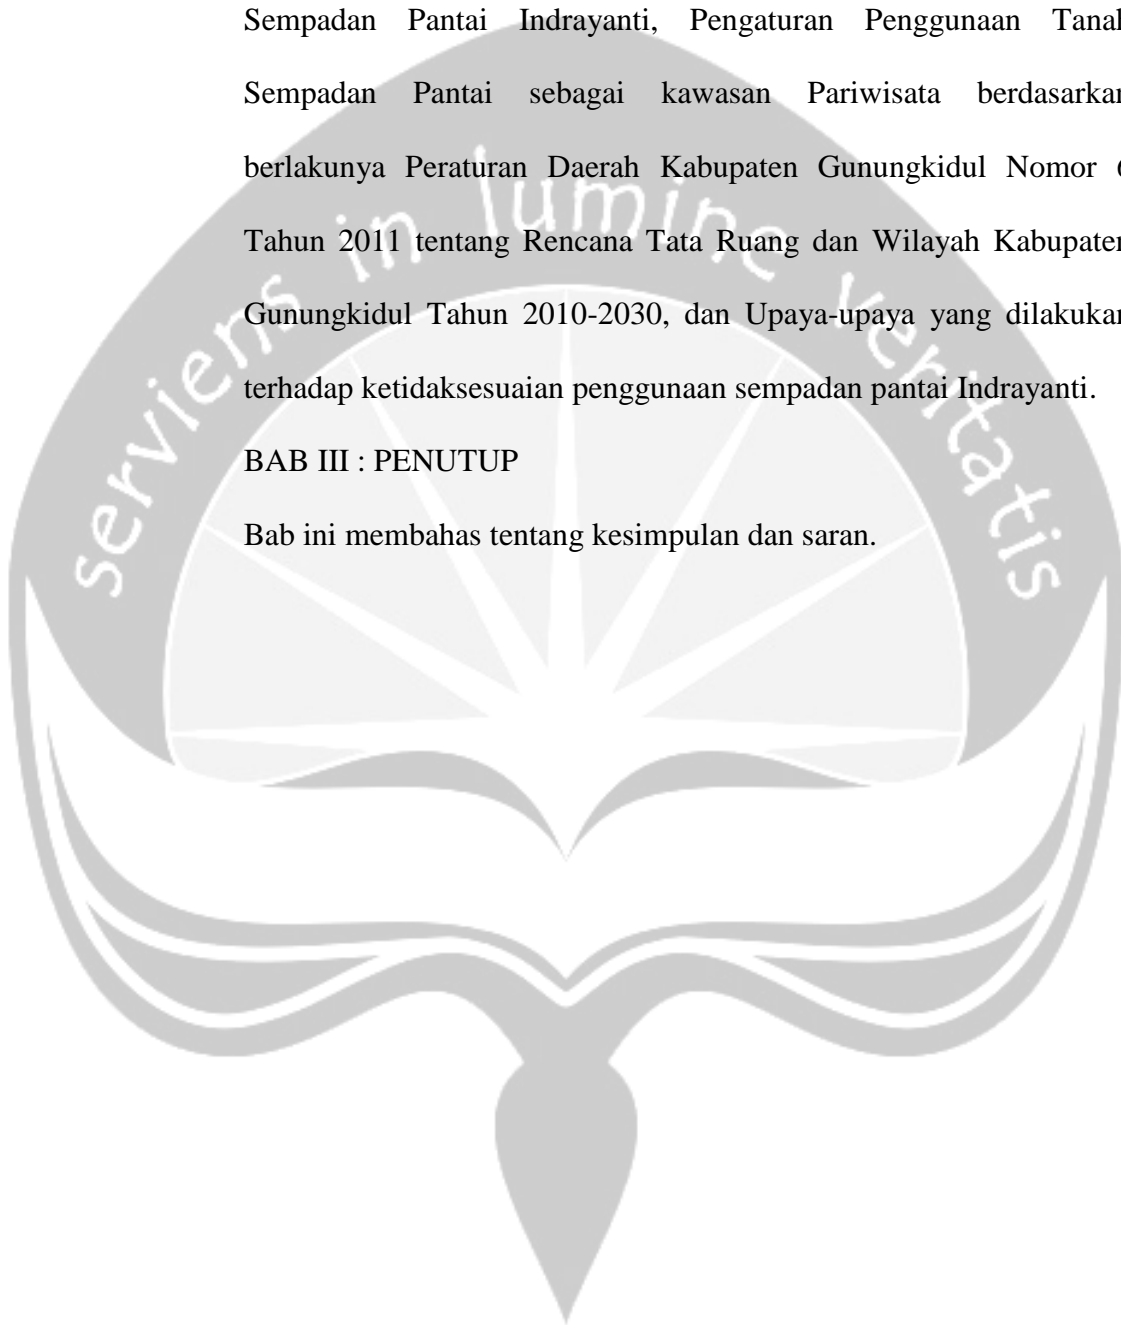 Sempadan Pantai Indrayanti, Pengaturan Penggunaan Tanah
Sempadan Pantai sebagai kawasan Pariwisata berdasarkan
berlakunya Peraturan Daerah Kabupaten Gunungkidul Nomor 6
Tahun 2011 tentang Rencana Tata Ruang dan Wilayah Kabupaten
Gunungkidul Tahun 2010-2030, dan Upaya-upaya yang dilakukan
terhadap ketidaksesuaian penggunaan sempadan pantai Indrayanti.
BAB III : PENUTUP
Bab ini membahas tentang kesimpulan dan saran.
serviens in lumine veritatis